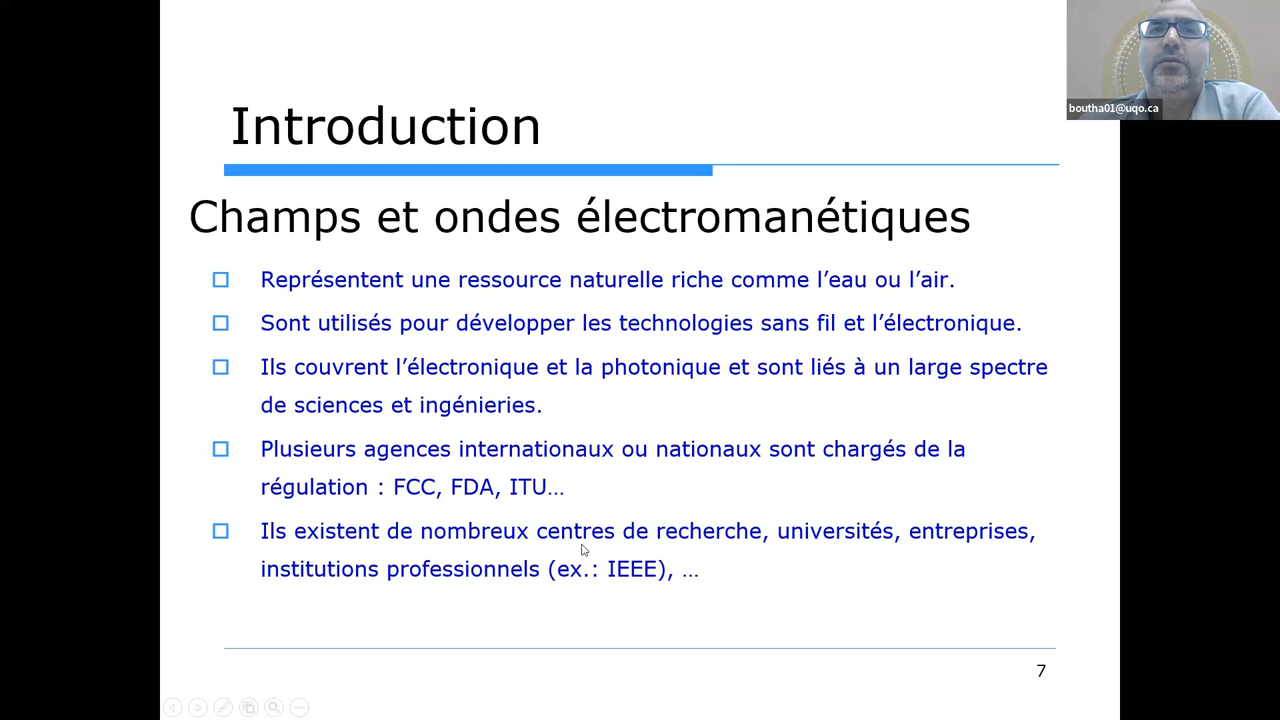 boutha01@uqo.ca
Introduction
Champs et ondes électromanétiques
Représentent une ressource naturelle riche comme l’eau ou l’air.
Sont utilisés pour développer les technologies sans fil et l’électronique.
Ils couvrent l’électronique et la photonique et sont liés à un large spectre
de sciences et ingénieries.
Plusieurs agences internationaux ou nationaux sont chargés de la
régulation : FCC, FDA, ITU…
Ils existent de nombreux centres de recherche, universités, entreprises,
institutions professionnels (ex.: IEEE), …
7